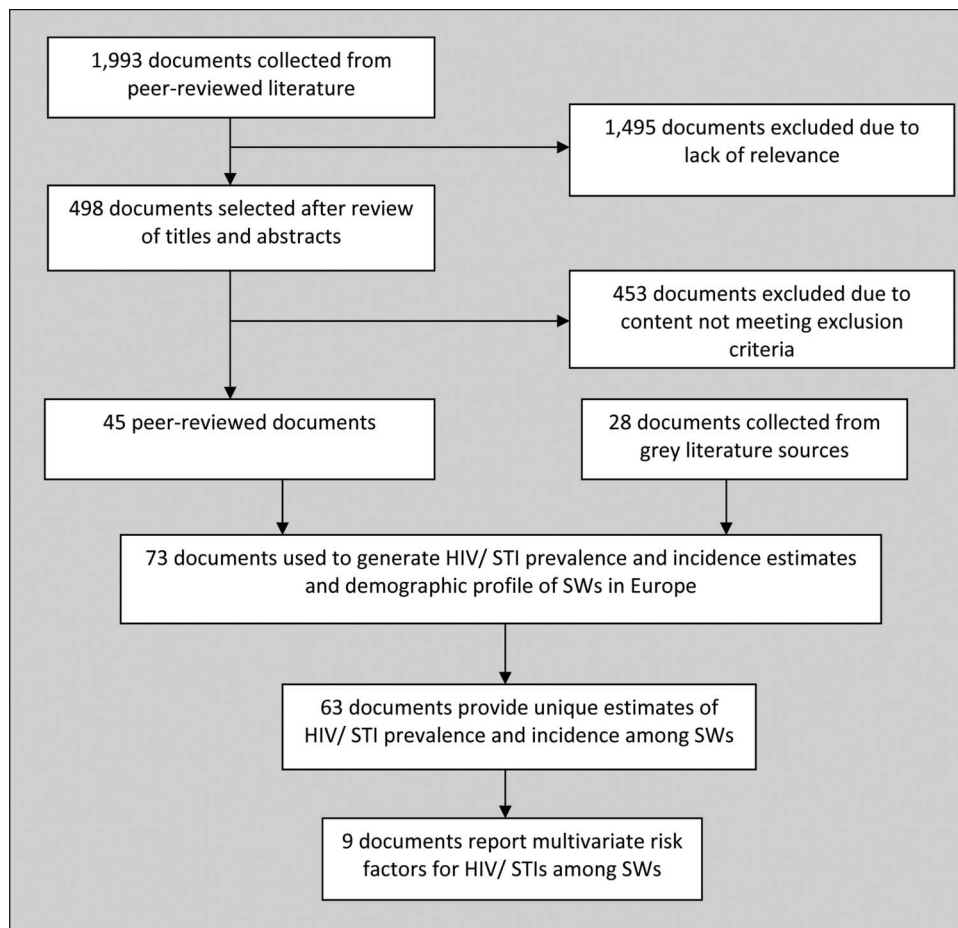 1,993 documents collected from
peer-reviewed literature
1,495 documents excluded due to
lack of relevance
498 documents selected after review
of titles and abstracts
453 documents excluded due to
content not meeting exclusion
criteria
45 peer-reviewed documents
28 documents collected from
grey literature sources
73 documents used to generate HIV/ STI prevalence and incidence estimates
and demographic profile of SWs in Europe
63 documents provide unique estimates of
HIV/ STI prevalence and incidence among SWs
9 documents report multivariate risk
factors for HIV/ STIs among SWs